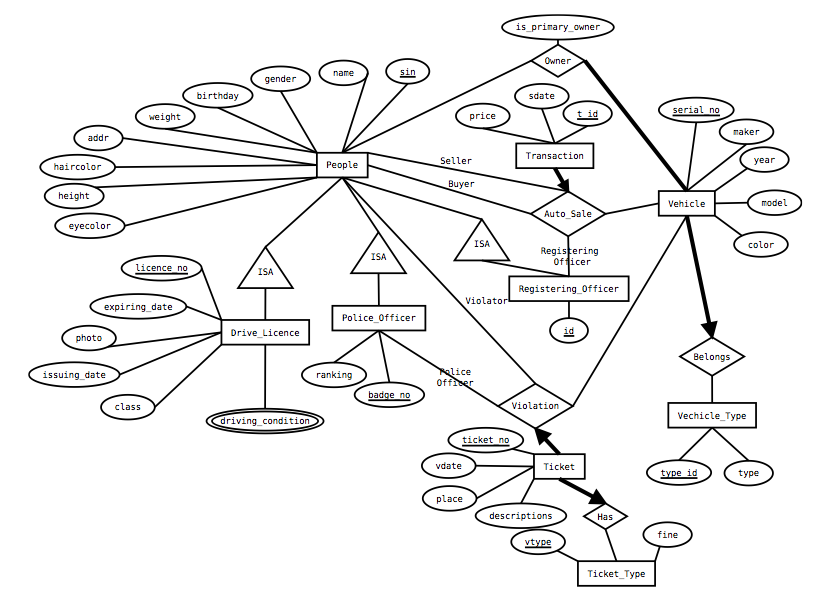 is_primary_owner
Owner
gender
name
sin
birthday
sdate
weight
price
t_id
serial_no
addr
maker
Transaction
year
haircolor
People
Seller
Buyer
height
eyecolor
Auto_Sale
Vehicle
model
color
ISA
Registering
Officer
ISA
ISA
licence_no
Registering_Officer
expiring_date
Violator
Police_Officer
Drive_Licence
id
photo
Belongs
issuing_date
ranking
Police
Officer
badge_no
class
Violation
Vechicle_Type
driving_condition
ticket_no
vdate
Ticket
type_id
type
place
descriptions
Has
vtype
fine
Ticket_Type